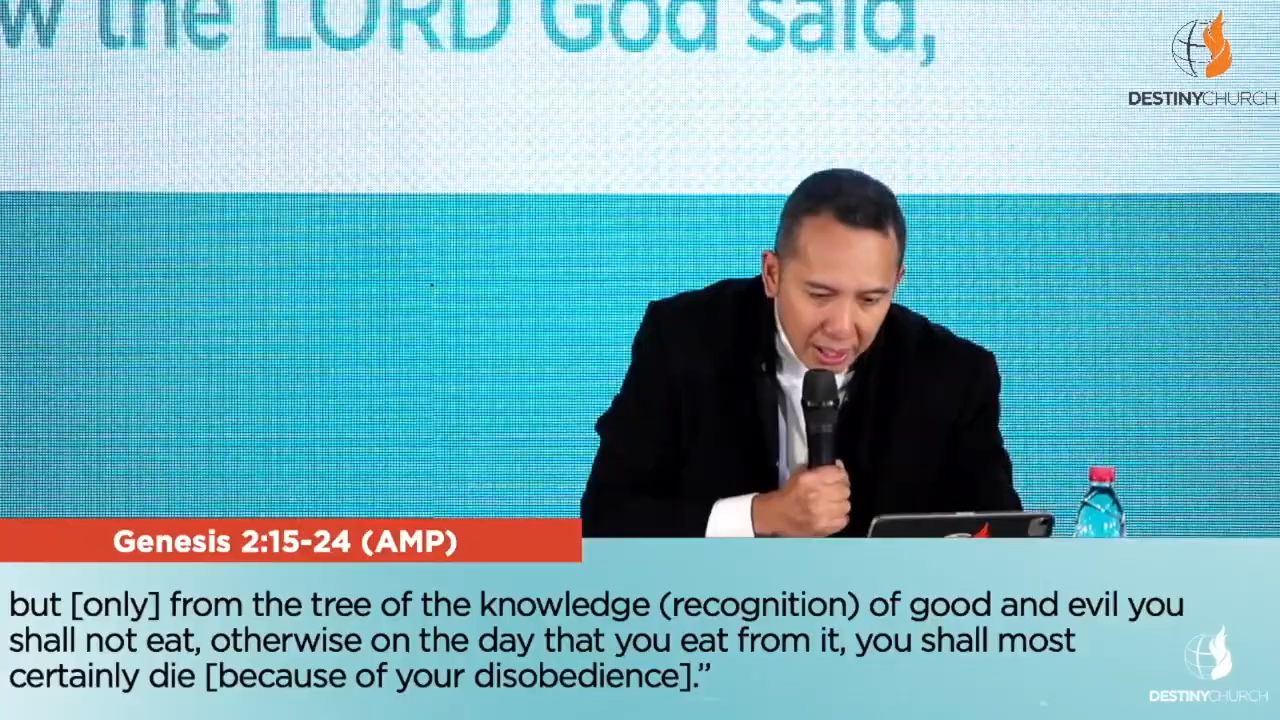 w the LORD God said,
DESTINYCHURCH
Genesis 2:15-24 (AMP)
but [only] from the tree of the knowledge (recognition) of good and evil you
shall not eat, otherwise on the day that you eat from it, you shall most
certainly die [because of your disobedience].”
DESTINYCHURCH